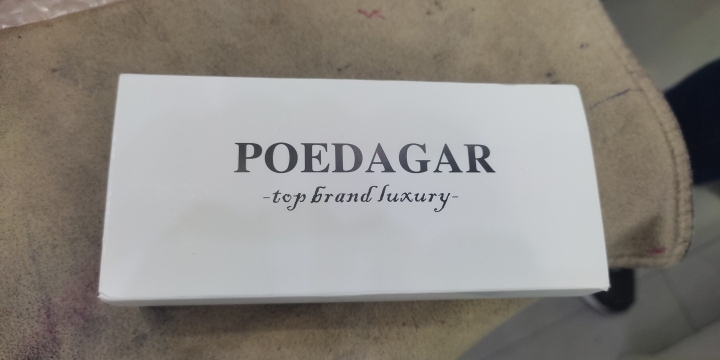 POEDAGAR
-top brand luxury-